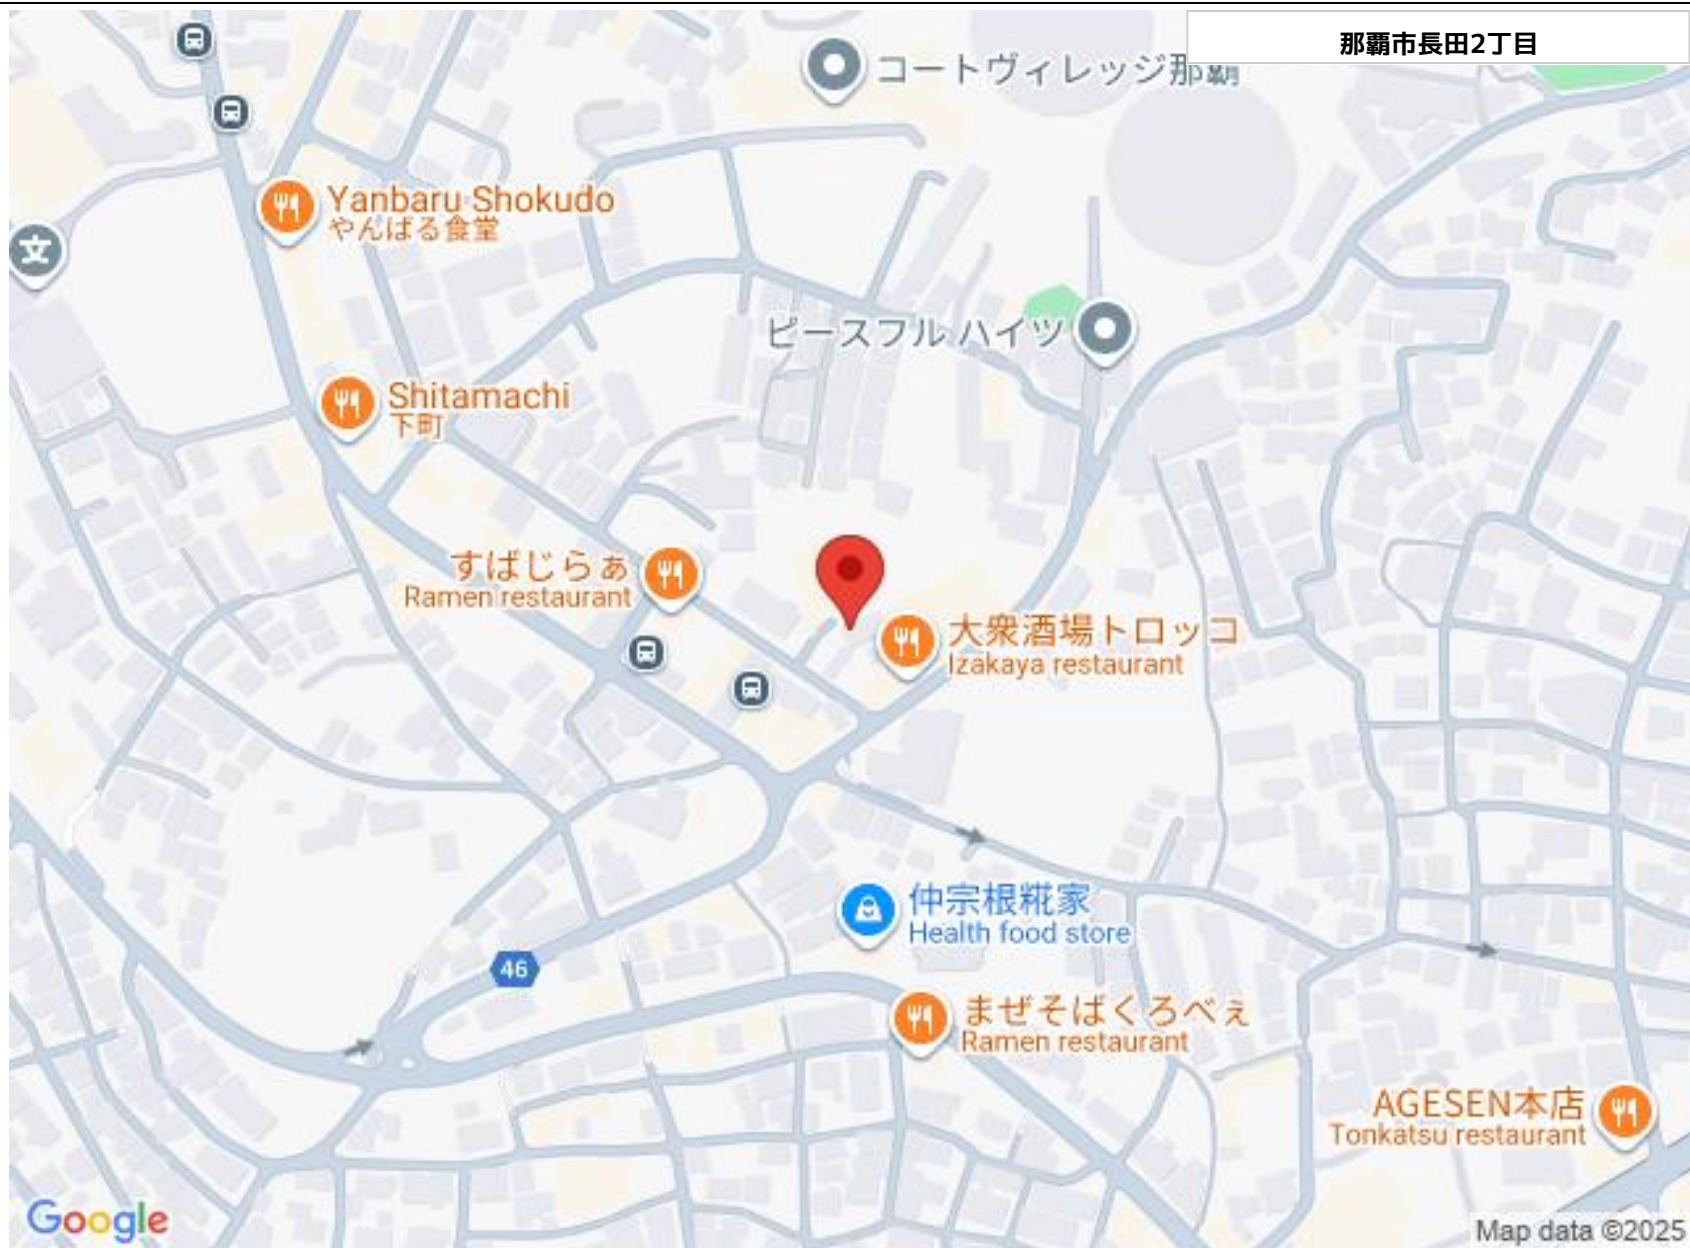 那覇市長田2丁目
コートヴィレッジ那覇
Yanbaru Shokudo
やんばる食堂
文
ピースフル ハイツ
Shitamachi
下町
すばじらぁ
Ramen restaurant
大衆酒場トロッコ
Izakaya restaurant
仲宗根糀家
Health food store
46
まぜそばくろべぇ
Ramen restaurant
AGESEN本店
Tonkatsu restaurant
Google
Map data ©2025